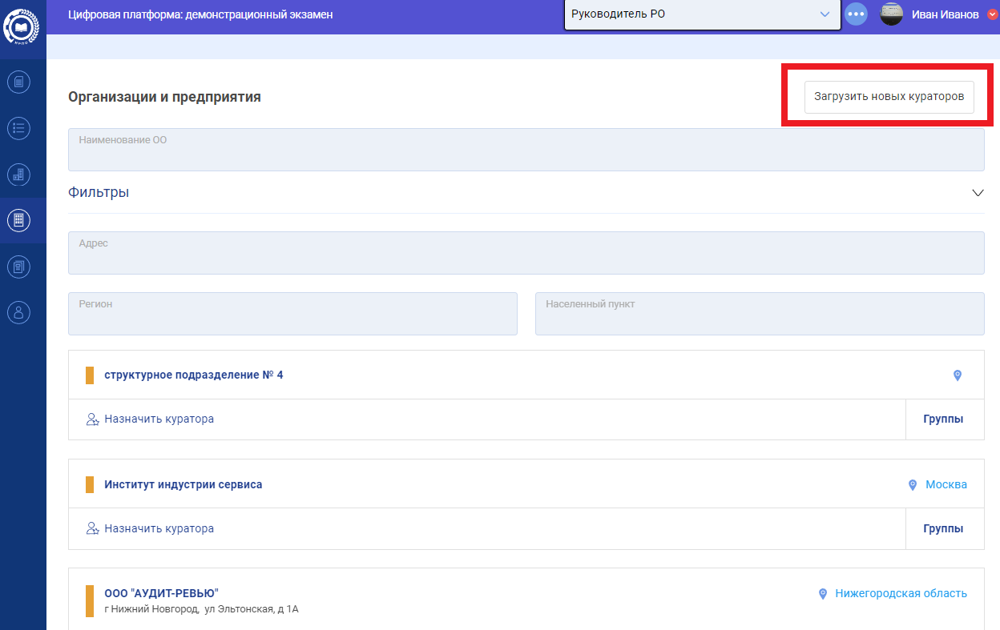 Цифровая платформа: демонстрационный экзамен
Руководитель РО
Иван Иванов
Организации и предприятия
Загрузить новых кураторов
Наименование ОО
Фильтры
Адрес
Регион
Населенный пункт
структурное подразделение № 4
Назначить куратора
Группы
Институт индустрии сервиса
Москва
Назначить куратора
Группы
ООО "АУДИТ-РЕВЬЮ"
Нижегородская область
г Нижний Новгород, ул Эльтонская, д 1А